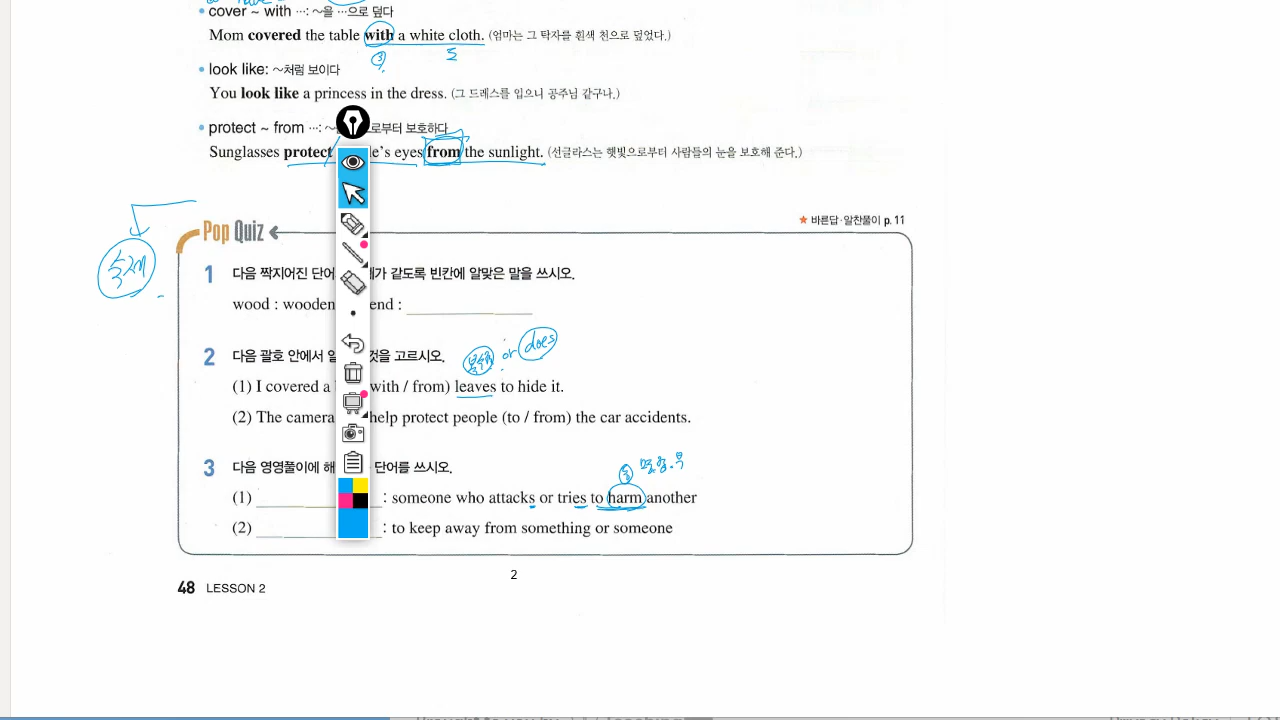 • cover ~ with …: ~을 …으로 덮다
Mom covered the table with a white cloth. (엄마는 그 탁자를 흰색 천으로 덮었다.)
③
• look like: ~처럼 보이다
You look like a princess in the dress. (그 드레스를 입으니 공주님 같구나.)
• protect ~ from …: 로부터 보호하다
Sunglasses protect e's eyes from the sunlight. (선글라스는 햇빛으로부터 사람들의 눈을 보호해 준다.)
★ 바른답·알찬풀이 p.11
Pop Quiz
숙제
1 다음 짝지어진 단어 가 같도록 빈칸에 알맞은 말을 쓰시오.
wood : wooden end :
or does
2 다음 괄호 안에서 것을 고르시오.
(1) I covered a with / from) leaves to hide it.
(2) The camera help protect people (to / from) the car accidents.
3 다음 영영풀이에 해 단어를 쓰시오.
(1) : someone who attacks or tries to harm another
(2) : to keep away from something or someone
2
48 LESSON 2